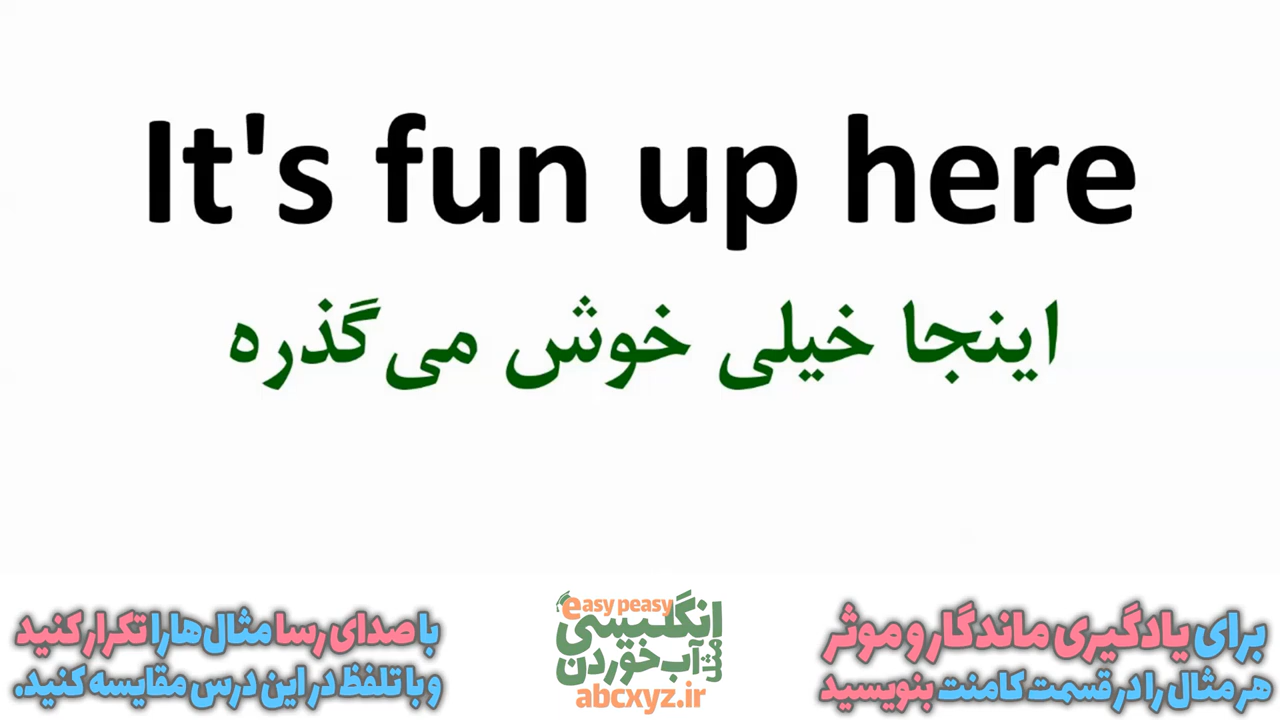 It's fun up here
اینجا خیلی خوش می‌گذره
برای یادگیری ماندگار و موثر
هر مثال را در قسمت کامنت بنویسید
easy peasy
انگلیسی
مثل آب خوردن
abcxyz.ir
با صدای رسا مثال‌ها را تکرار کنید
و با تلفظ در این درس مقایسه کنید.